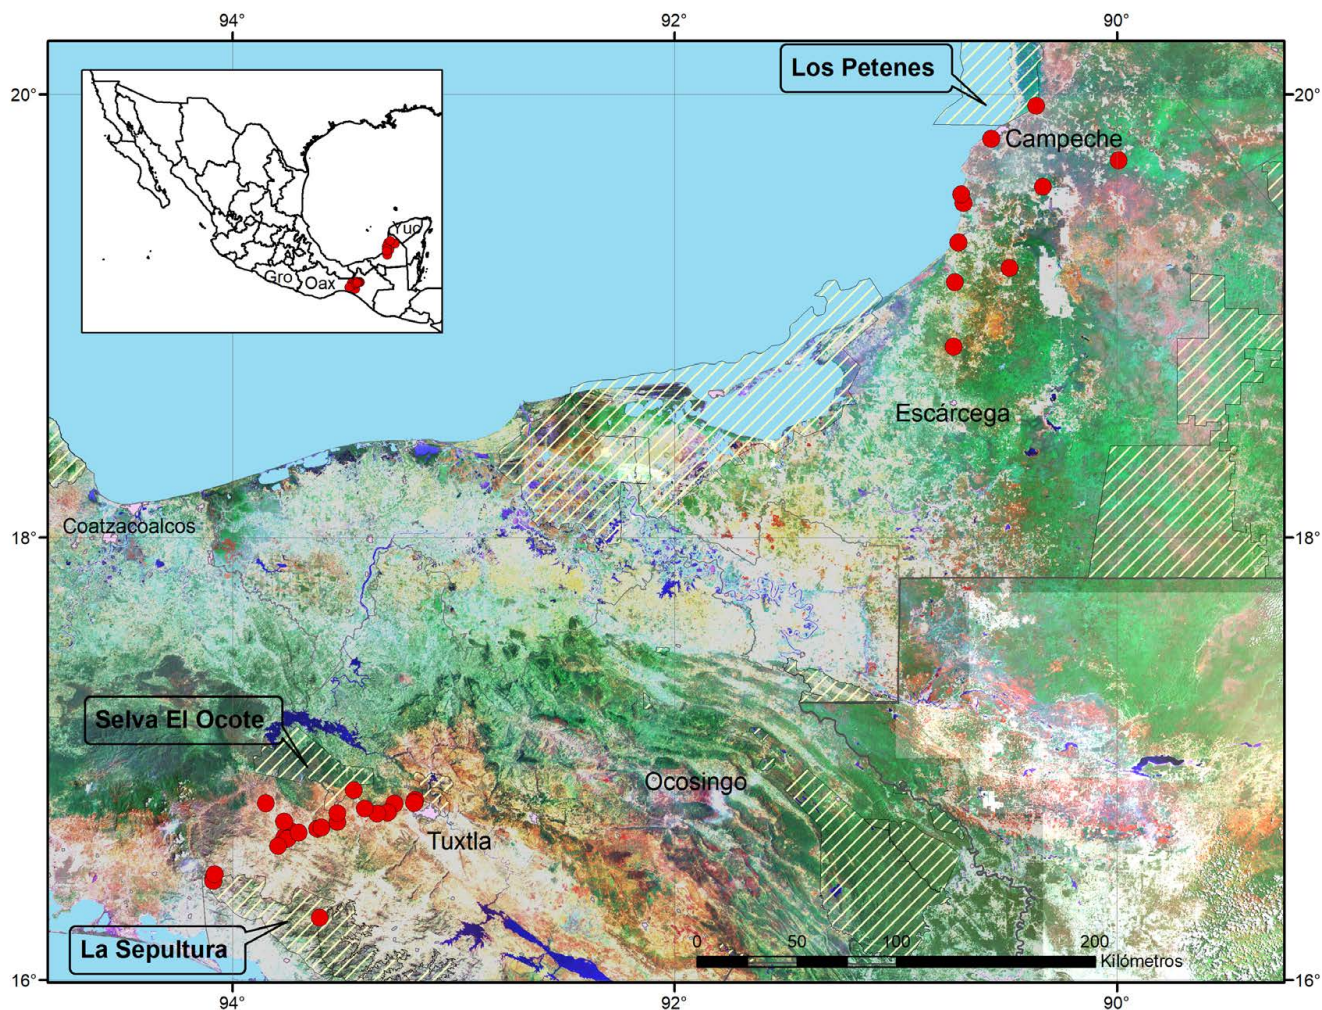 94°
92°
90°
20°
20°
Los Petenes
Campeche
Yuc
Gro
Oax
Escárcega
Coatzacoalcos
18°
18°
Selva El Ocote
Ocosingo
Tuxtla
La Sepultura
0
50
100
200
Kilómetros
16°
16°
94°
92°
90°